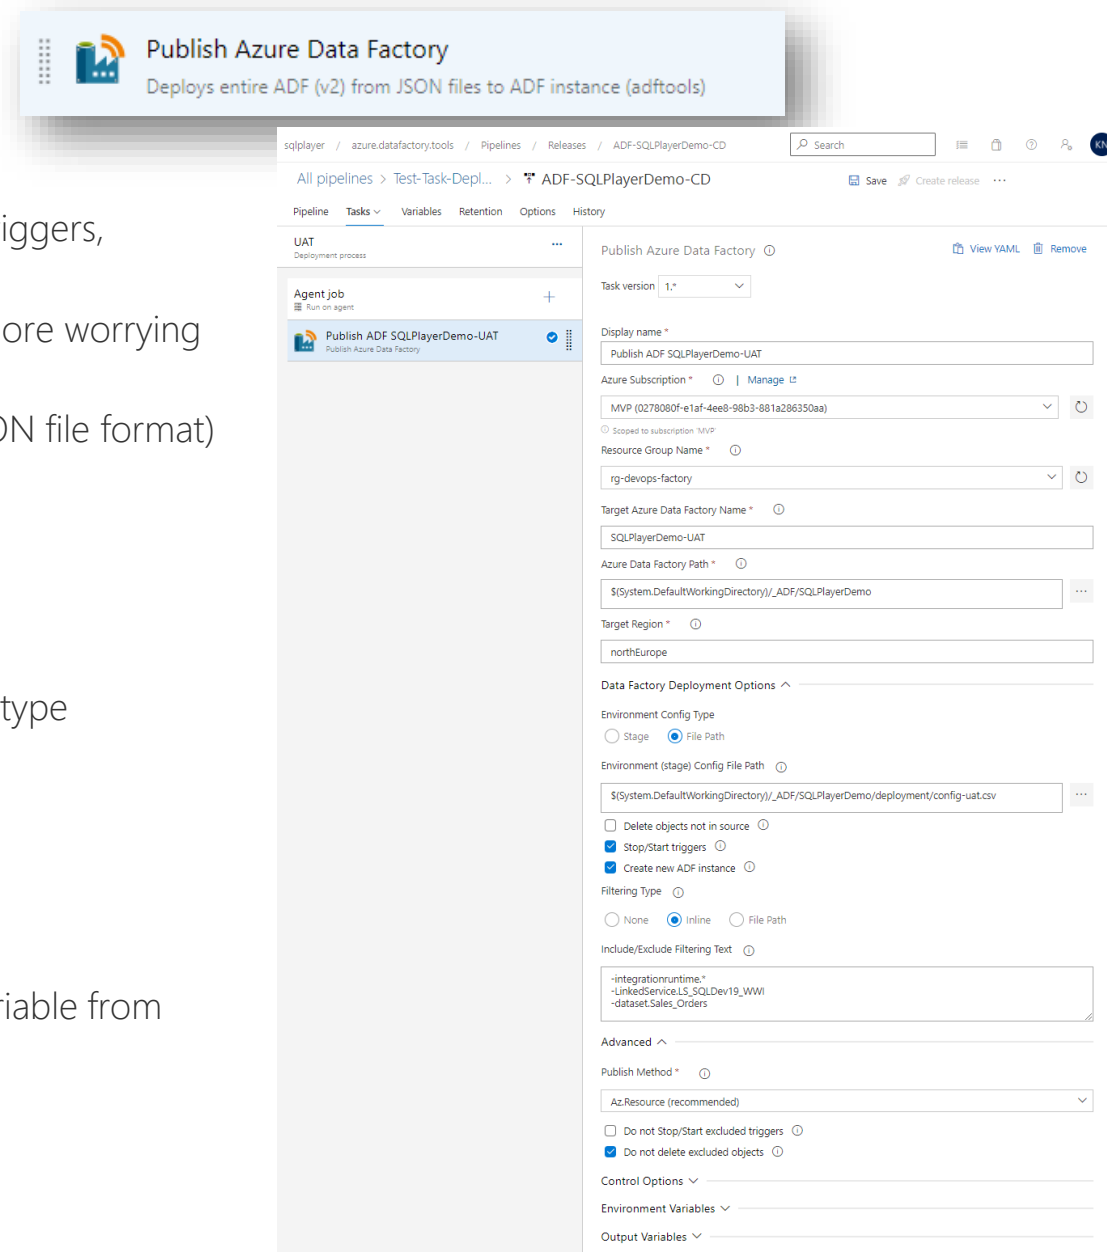 Publish Azure Data Factory
Deploys entire ADF (v2) from JSON files to ADF instance (adftools)
sqlplayer / azure.datafactory.tools / Pipelines / Releases / ADF-SQLPlayerDemo-CD
Search
KN
All pipelines > Test-Task-Depl... > ADF-SQLPlayerDemo-CD
Save Create release ...
Pipeline Tasks Variables Retention Options History
UAT
Deployment process
Agent job
Run on agent
Publish ADF SQLPlayerDemo-UAT
Publish Azure Data Factory
Publish Azure Data Factory
View YAML Remove
Task version 1.*
Display name *
Publish ADF SQLPlayerDemo-UAT
Azure Subscription * | Manage
MVP (0278080f-e1af-4ee8-98b3-881a286350aa)
Scoped to subscription 'MVP'
Resource Group Name *
rg-devops-factory
Target Azure Data Factory Name *
SQLPlayerDemo-UAT
Azure Data Factory Path *
$(System.DefaultWorkingDirectory)/_ADF/SQLPlayerDemo
Target Region *
northEurope
Data Factory Deployment Options
Environment Config Type
Stage File Path
Environment (stage) Config File Path
$(System.DefaultWorkingDirectory)/_ADF/SQLPlayerDemo/deployment/config-uat.csv
Delete objects not in source
Stop/Start triggers
Create new ADF instance
Filtering Type
None Inline File Path
Include/Exclude Filtering Text
-integrationruntime.*
-LinkedService.LS_SQLDev19_WWI
-dataset.Sales_Orders
Advanced
Publish Method *
Az.Resource (recommended)
Do not Stop/Start excluded triggers
Do not delete excluded objects
Control Options
Environment Variables
Output Variables
iggers,
ore worrying
ON file format)
type
riable from